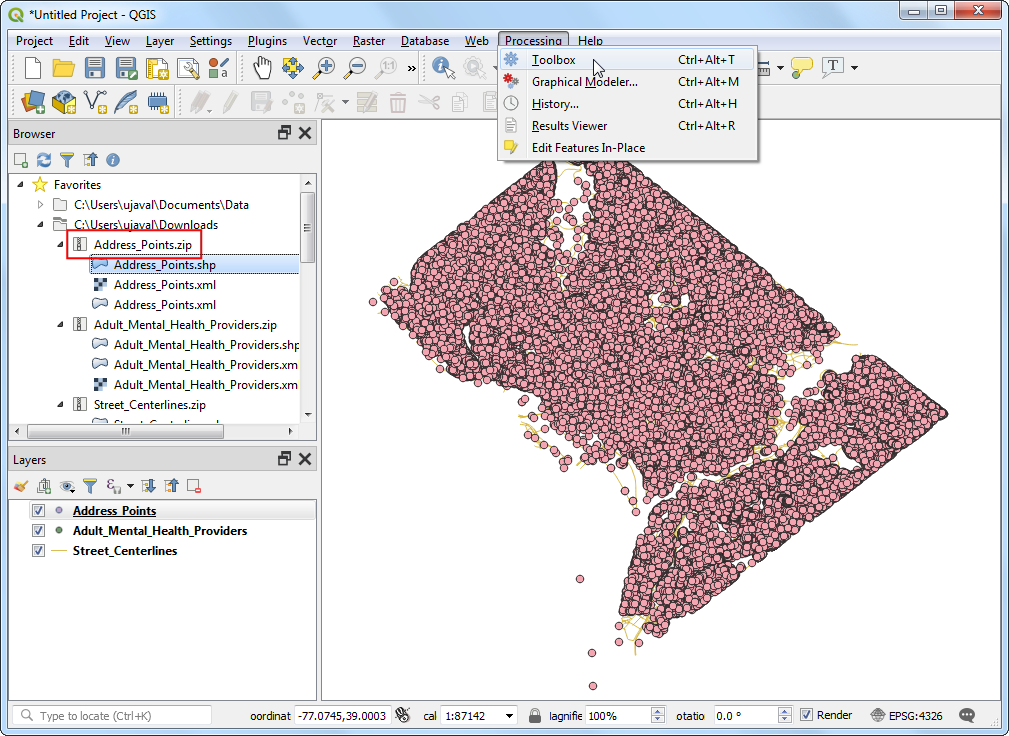 *Untitled Project - QGIS
Project Edit View Layer Settings Plugins Vector Raster Database Web Processing Help
Toolbox Ctrl+Alt+T
Graphical Modeler... Ctrl+Alt+M
History... Ctrl+Alt+H
Results Viewer Ctrl+Alt+R
Edit Features In-Place
1:1
»
T
Browser
Favorites
C:\Users\ujaval\Documents\Data
C:\Users\ujaval\Downloads
Address_Points.zip
Address_Points.shp
Address_Points.xml
Address_Points.xml
Adult_Mental_Health_Providers.zip
Adult_Mental_Health_Providers.shp
Adult_Mental_Health_Providers.xm
Adult_Mental_Health_Providers.xm
Street_Centerlines.zip
Layers
Address_Points
Adult_Mental_Health_Providers
Street_Centerlines
Type to locate (Ctrl+K) oordinat -77.0745,39.0003 cal 1:87142 lagnifie 100% otatio 0.0 ° Render EPSG:4326